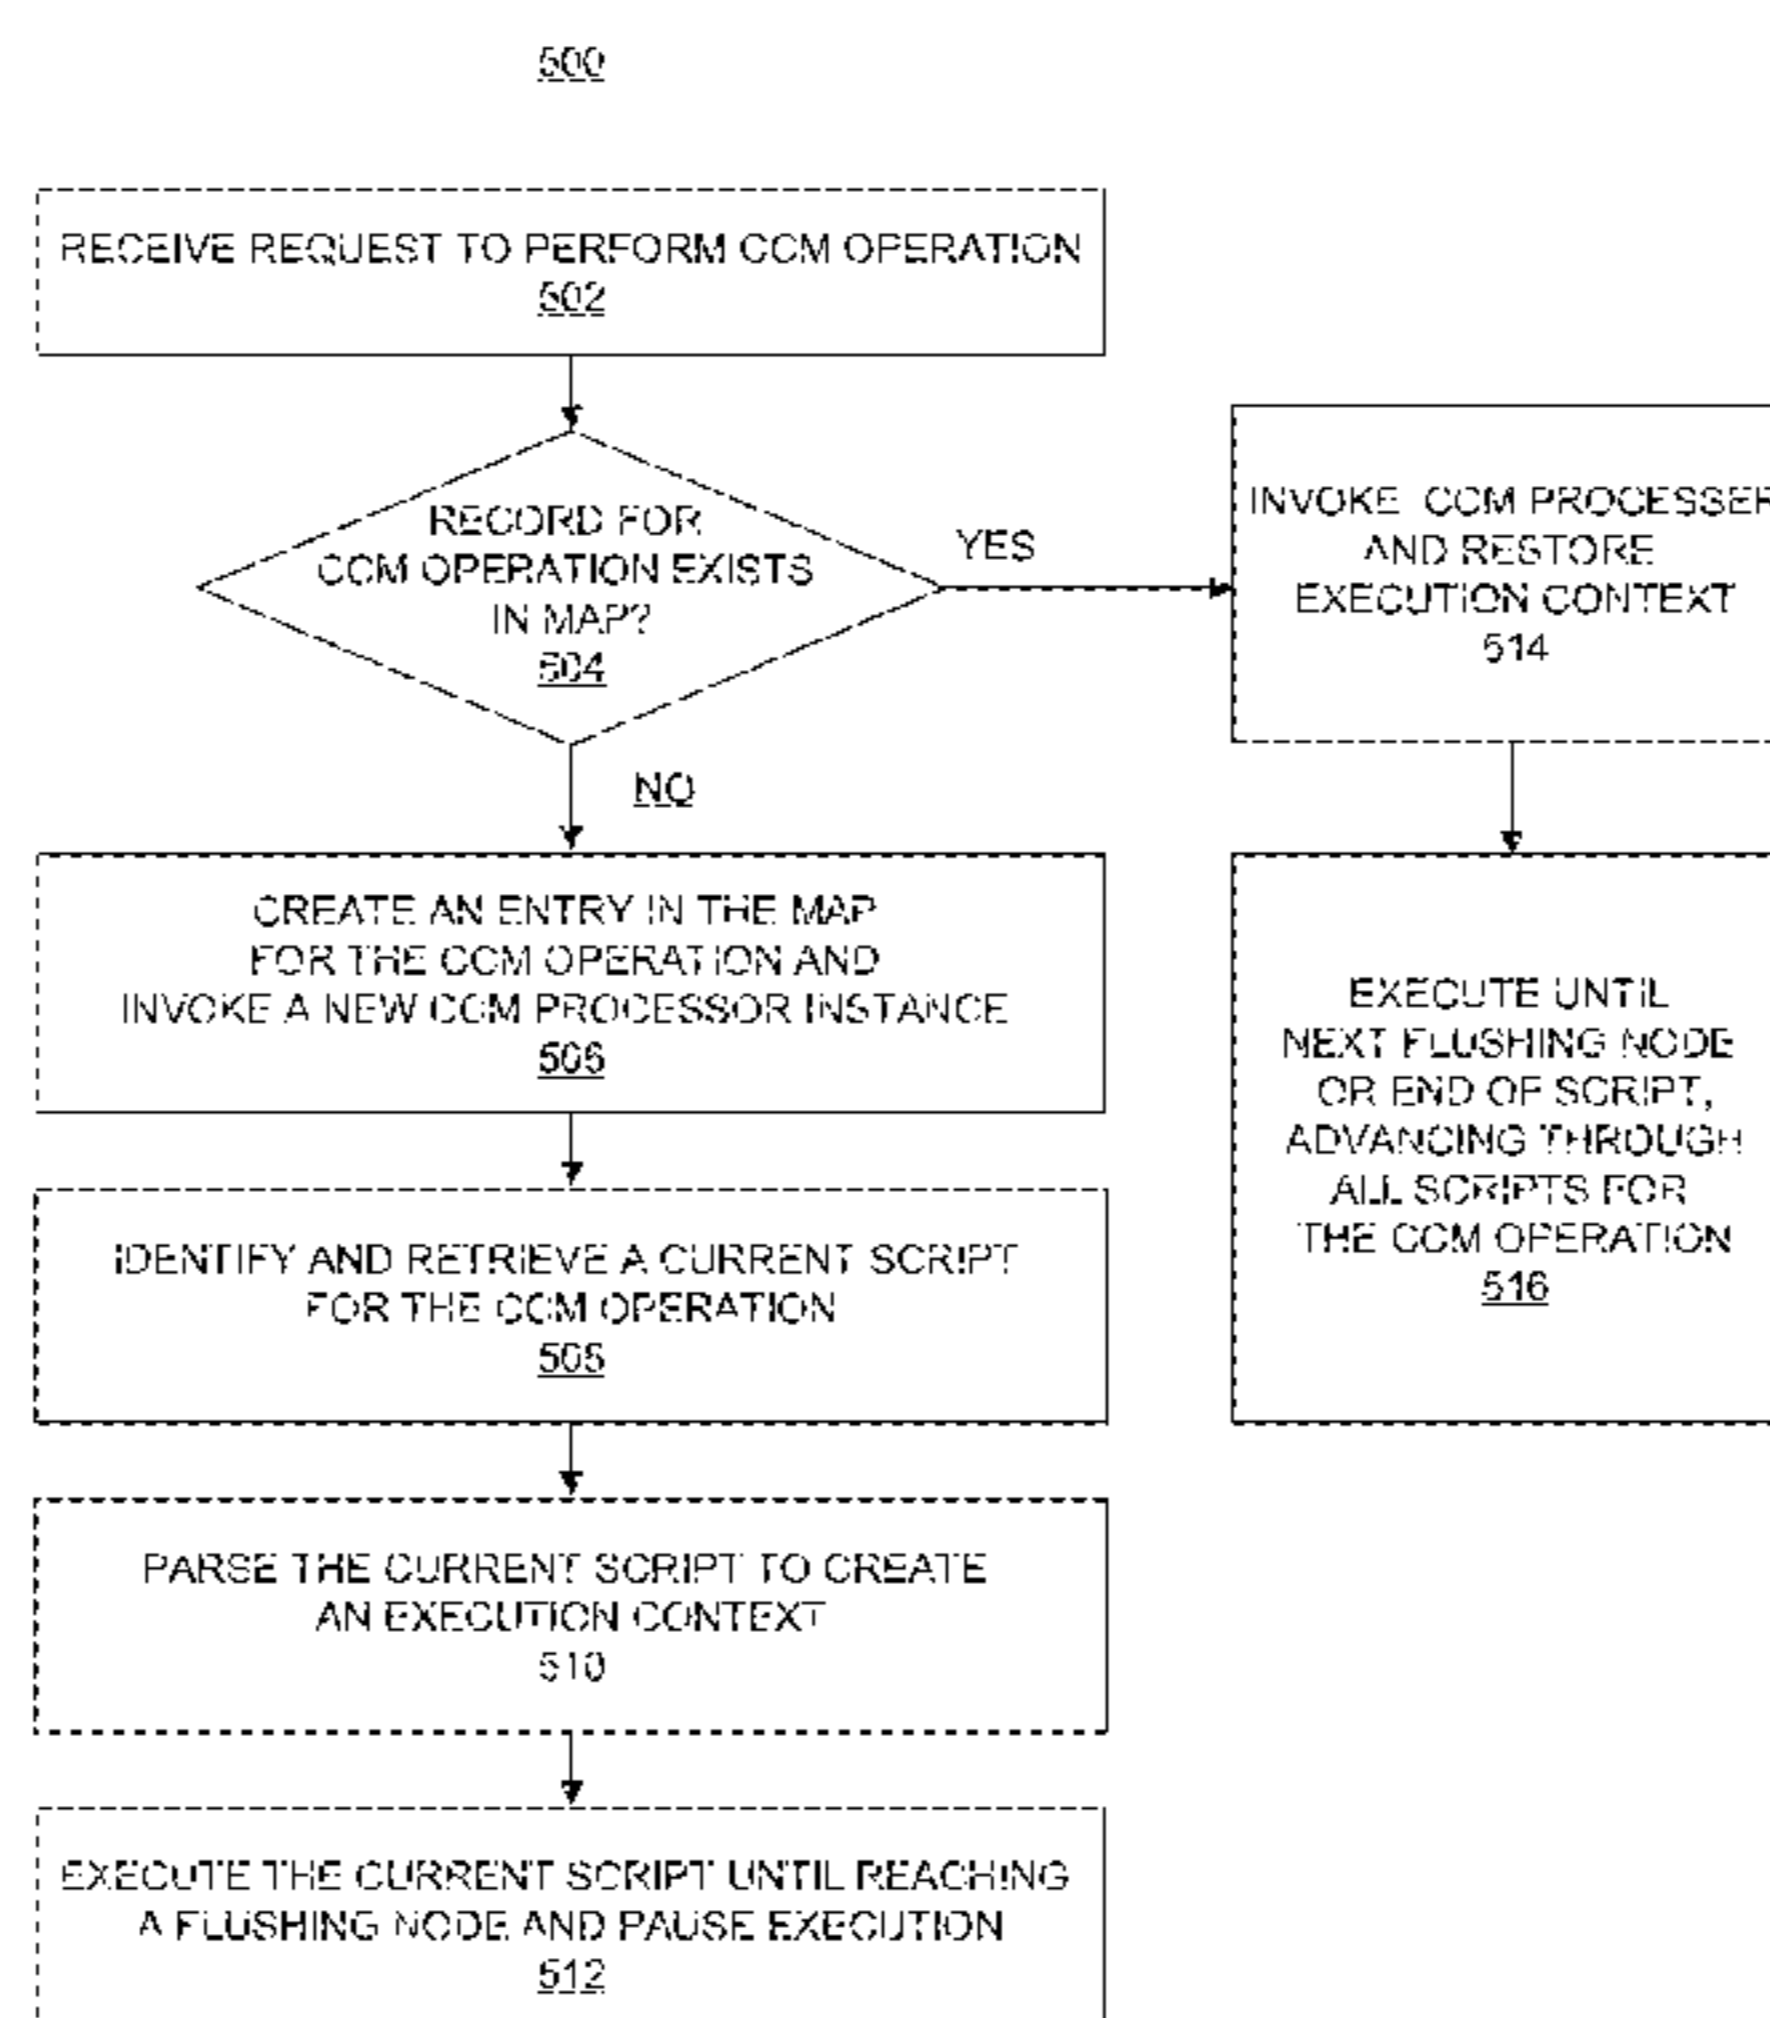 500
RECEIVE REQUEST TO PERFORM CCM OPERATION
502
RECORD FOR
CCM OPERATION EXISTS
IN MAP?
504
YES
INVOKE CCM PROCESSER
AND RESTORE
EXECUTION CONTEXT
514
NO
CREATE AN ENTRY IN THE MAP
FOR THE CCM OPERATION AND
INVOKE A NEW CCM PROCESSOR INSTANCE
506
EXECUTE UNTIL
NEXT FLUSHING NODE
OR END OF SCRIPT,
ADVANCING THROUGH
ALL SCRIPTS FOR
THE CCM OPERATION
516
IDENTIFY AND RETRIEVE A CURRENT SCRIPT
FOR THE CCM OPERATION
PARSE THE CURRENT SCRIPT TO CREATE
AN EXECUTION CONTEXT
510
EXECUTE THE CURRENT SCRIPT UNTIL REACHING
A FLUSHING NODE AND PAUSE EXECUTION
512